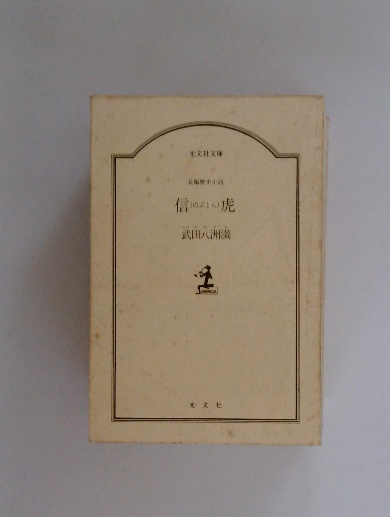 光文社文庫
長編歴史小説
信(のぶとら)虎
武田八洲満
光文社